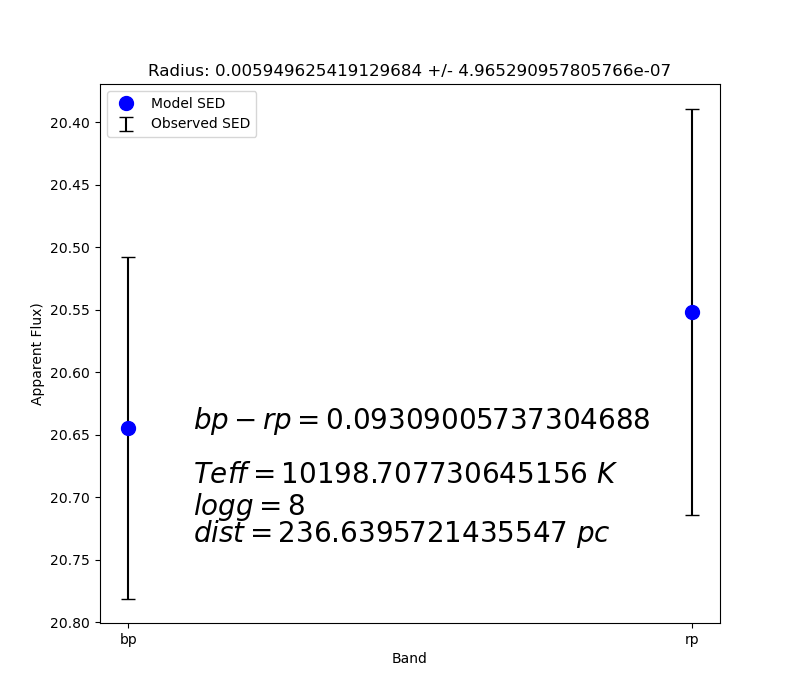 Radius: 0.005949625419129684 +/- 4.965290957805766e-07
Model SED
Observed SED
20.40
20.45
20.50
20.55
20.60
20.65
20.70
20.75
20.80
Apparent Flux)
bp − rp = 0.09309005737304688
Teff = 10198.707730645156 K
logg = 8
dist = 236.6395721435547 pc
bp rp
Band